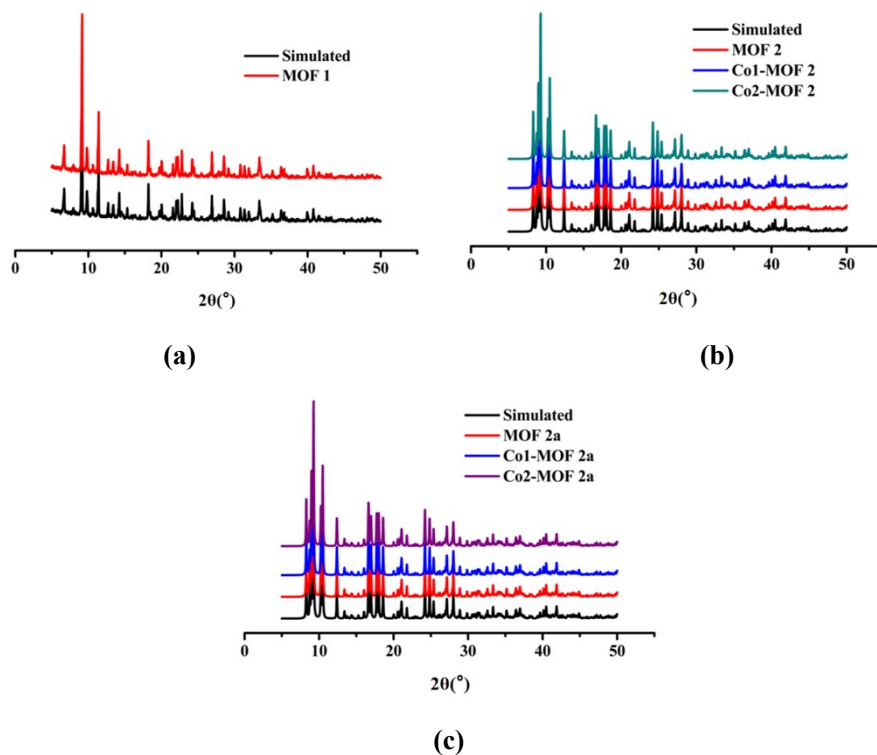 Simulated
MOF 1
0 10 20 30 40 50
2θ(°)
(a)
Simulated
MOF 2
Co1-MOF 2
Co2-MOF 2
0 10 20 30 40 50
2θ(°)
(b)
Simulated
MOF 2a
Co1-MOF 2a
Co2-MOF 2a
0 10 20 30 40 50
2θ(°)
(c)